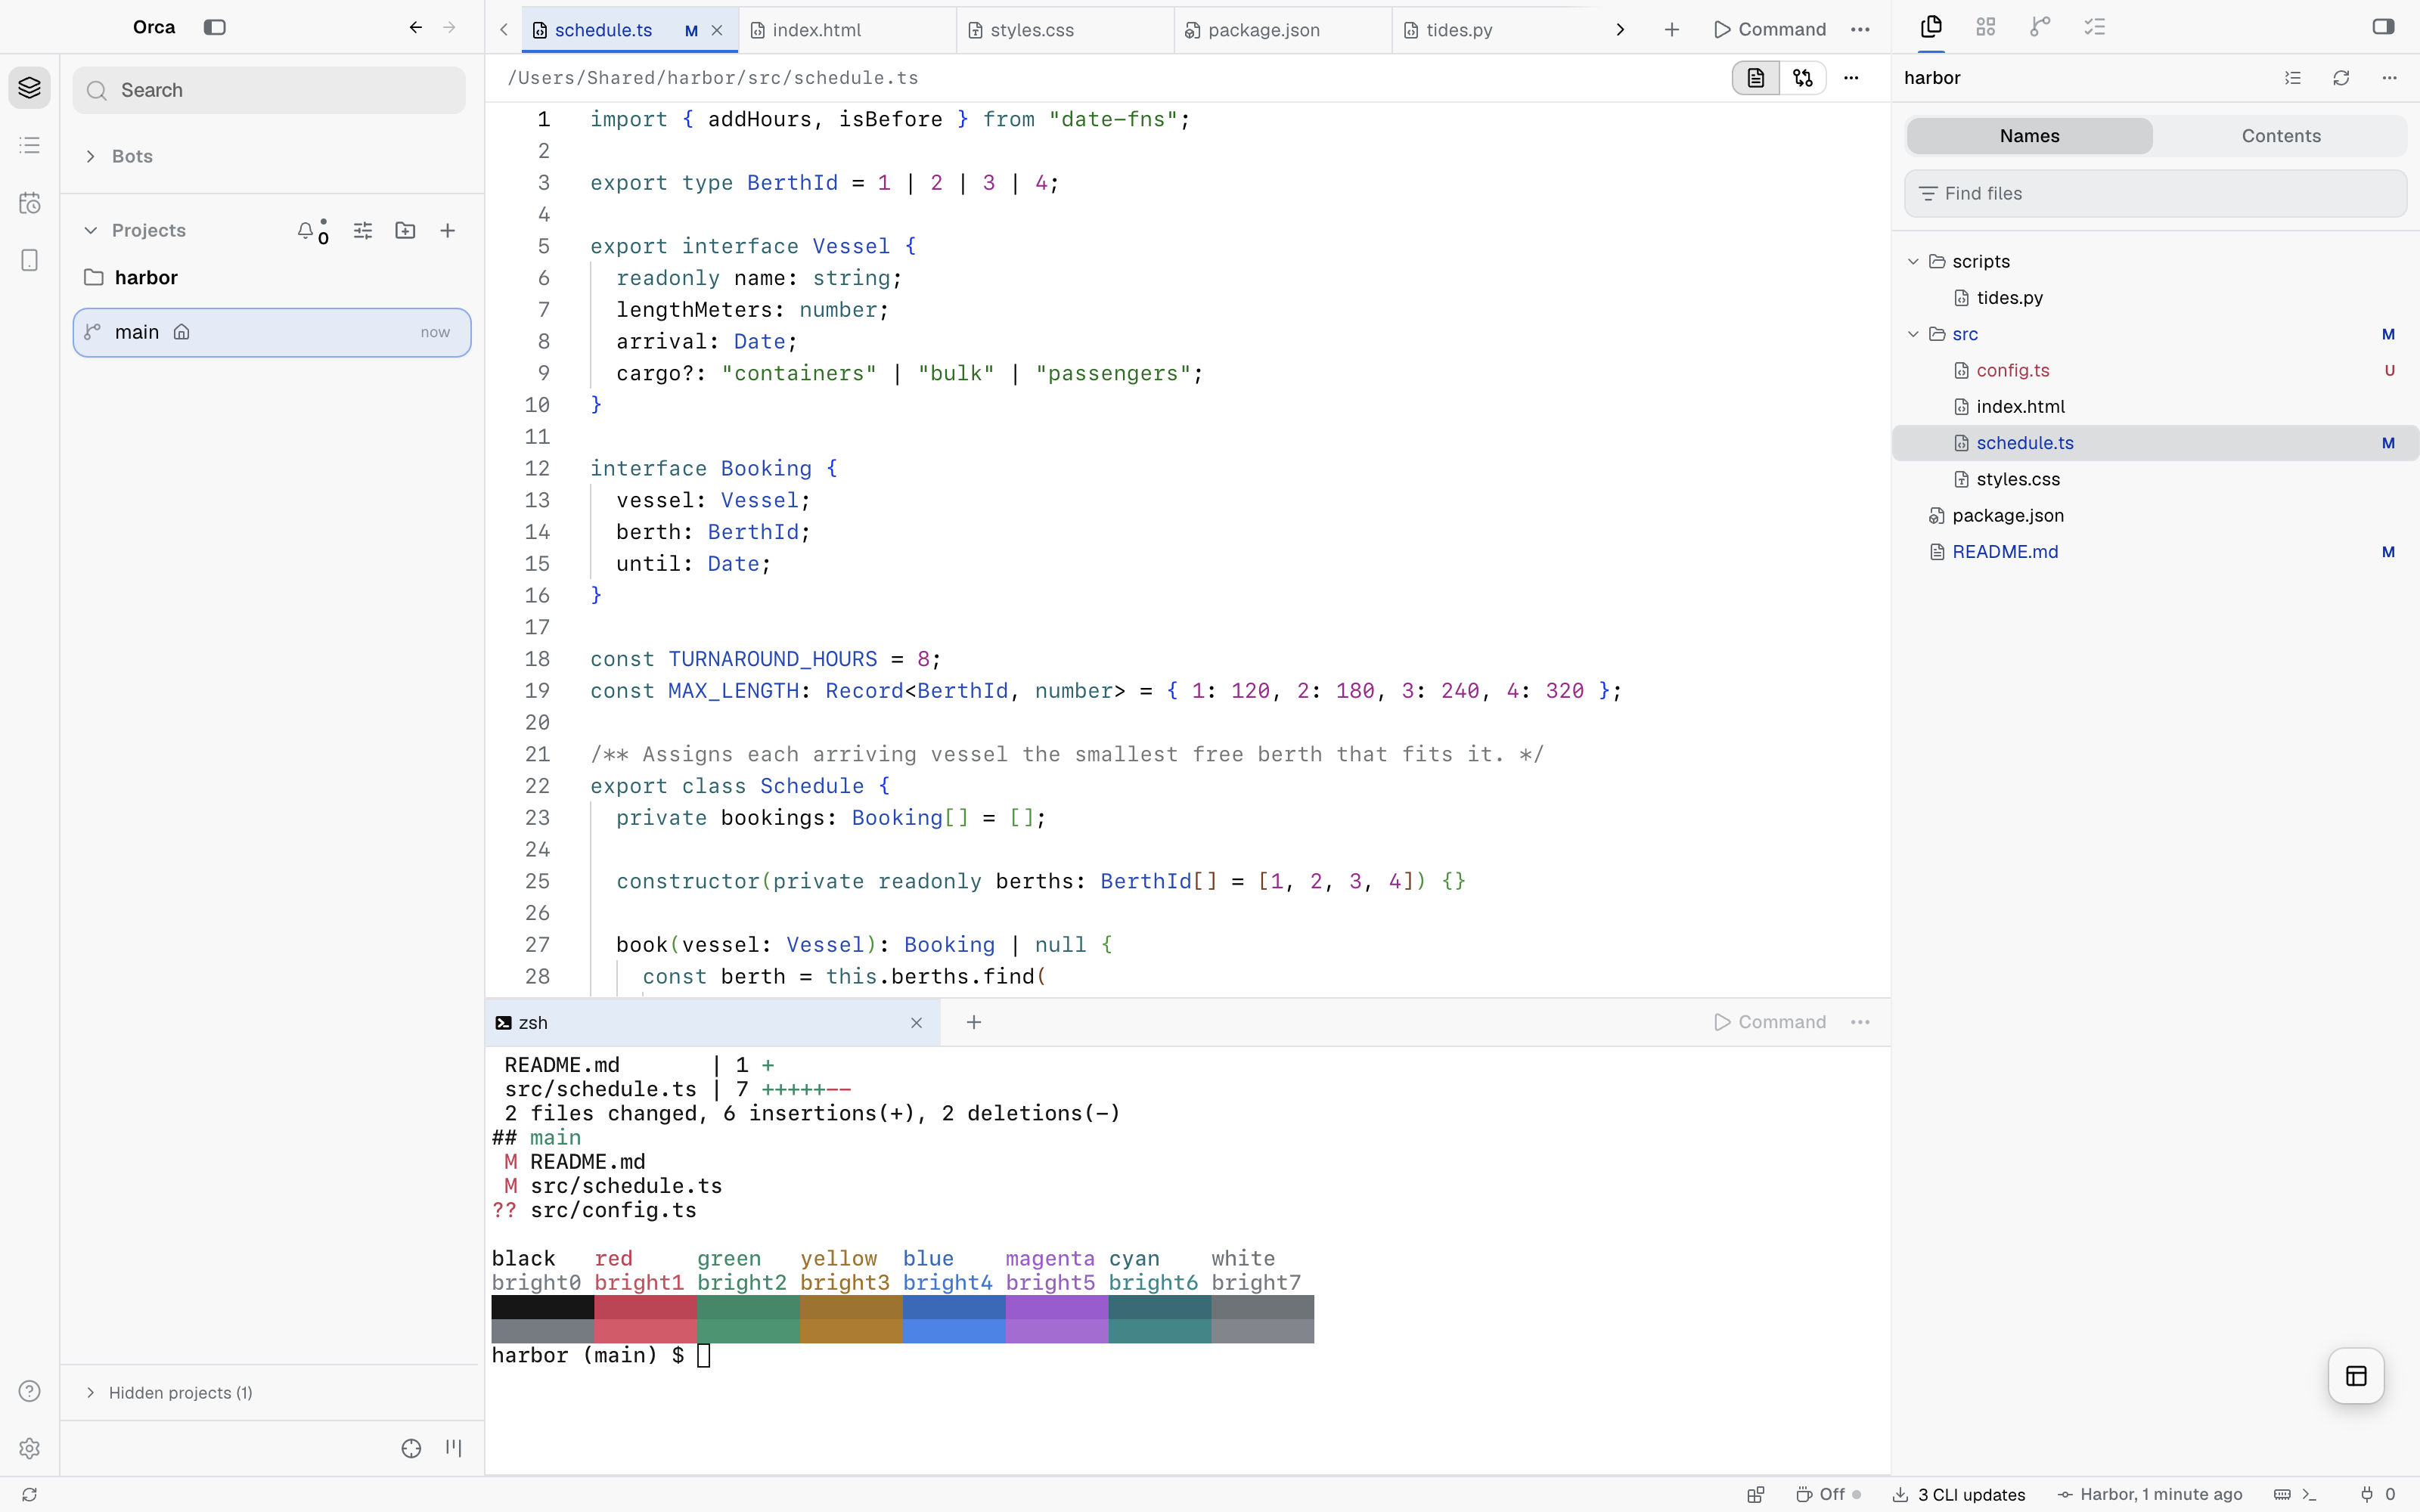 Orca
Search
Bots
Projects
0
harbor
main
now
Hidden projects (1)
schedule.ts M
index.html
styles.css
package.json
tides.py
Command
/Users/Shared/harbor/src/schedule.ts
1 import { addHours, isBefore } from "date-fns";
2
3 export type BerthId = 1 | 2 | 3 | 4;
4
5 export interface Vessel {
6 readonly name: string;
7 lengthMeters: number;
8 arrival: Date;
9 cargo?: "containers" | "bulk" | "passengers";
10 }
11
12 interface Booking {
13 vessel: Vessel;
14 berth: BerthId;
15 until: Date;
16 }
17
18 const TURNAROUND_HOURS = 8;
19 const MAX_LENGTH: Record<BerthId, number> = { 1: 120, 2: 180, 3: 240, 4: 320 };
20
21 /** Assigns each arriving vessel the smallest free berth that fits it. */
22 export class Schedule {
23 private bookings: Booking[] = [];
24
25 constructor(private readonly berths: BerthId[] = [1, 2, 3, 4]) {}
26
27 book(vessel: Vessel): Booking | null {
28 const berth = this.berths.find(
zsh
Command
README.md | 1 +
src/schedule.ts | 7 +++++--
2 files changed, 6 insertions(+), 2 deletions(-)
## main
M README.md
M src/schedule.ts
?? src/config.ts
black red green yellow blue magenta cyan white
bright0 bright1 bright2 bright3 bright4 bright5 bright6 bright7
harbor (main) $
harbor
Names
Contents
Find files
scripts
tides.py
src M
config.ts U
index.html
schedule.ts M
styles.css
package.json
README.md M
Off
3 CLI updates
Harbor, 1 minute ago
0